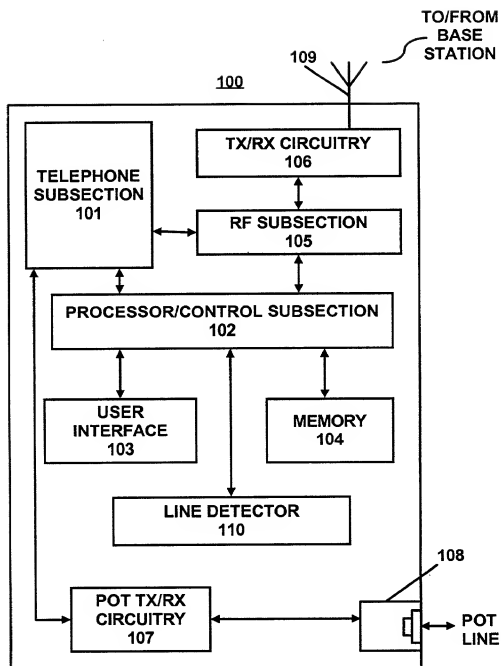 TO/FROM
BASE
STATION
109
100
TX/RX CIRCUITRY
106
TELEPHONE
SUBSECTION
101
RF SUBSECTION
105
PROCESSOR/CONTROL SUBSECTION
102
USER
INTERFACE
103
MEMORY
104
LINE DETECTOR
110
108
POT TX/RX
CIRCUITRY
107
POT
LINE